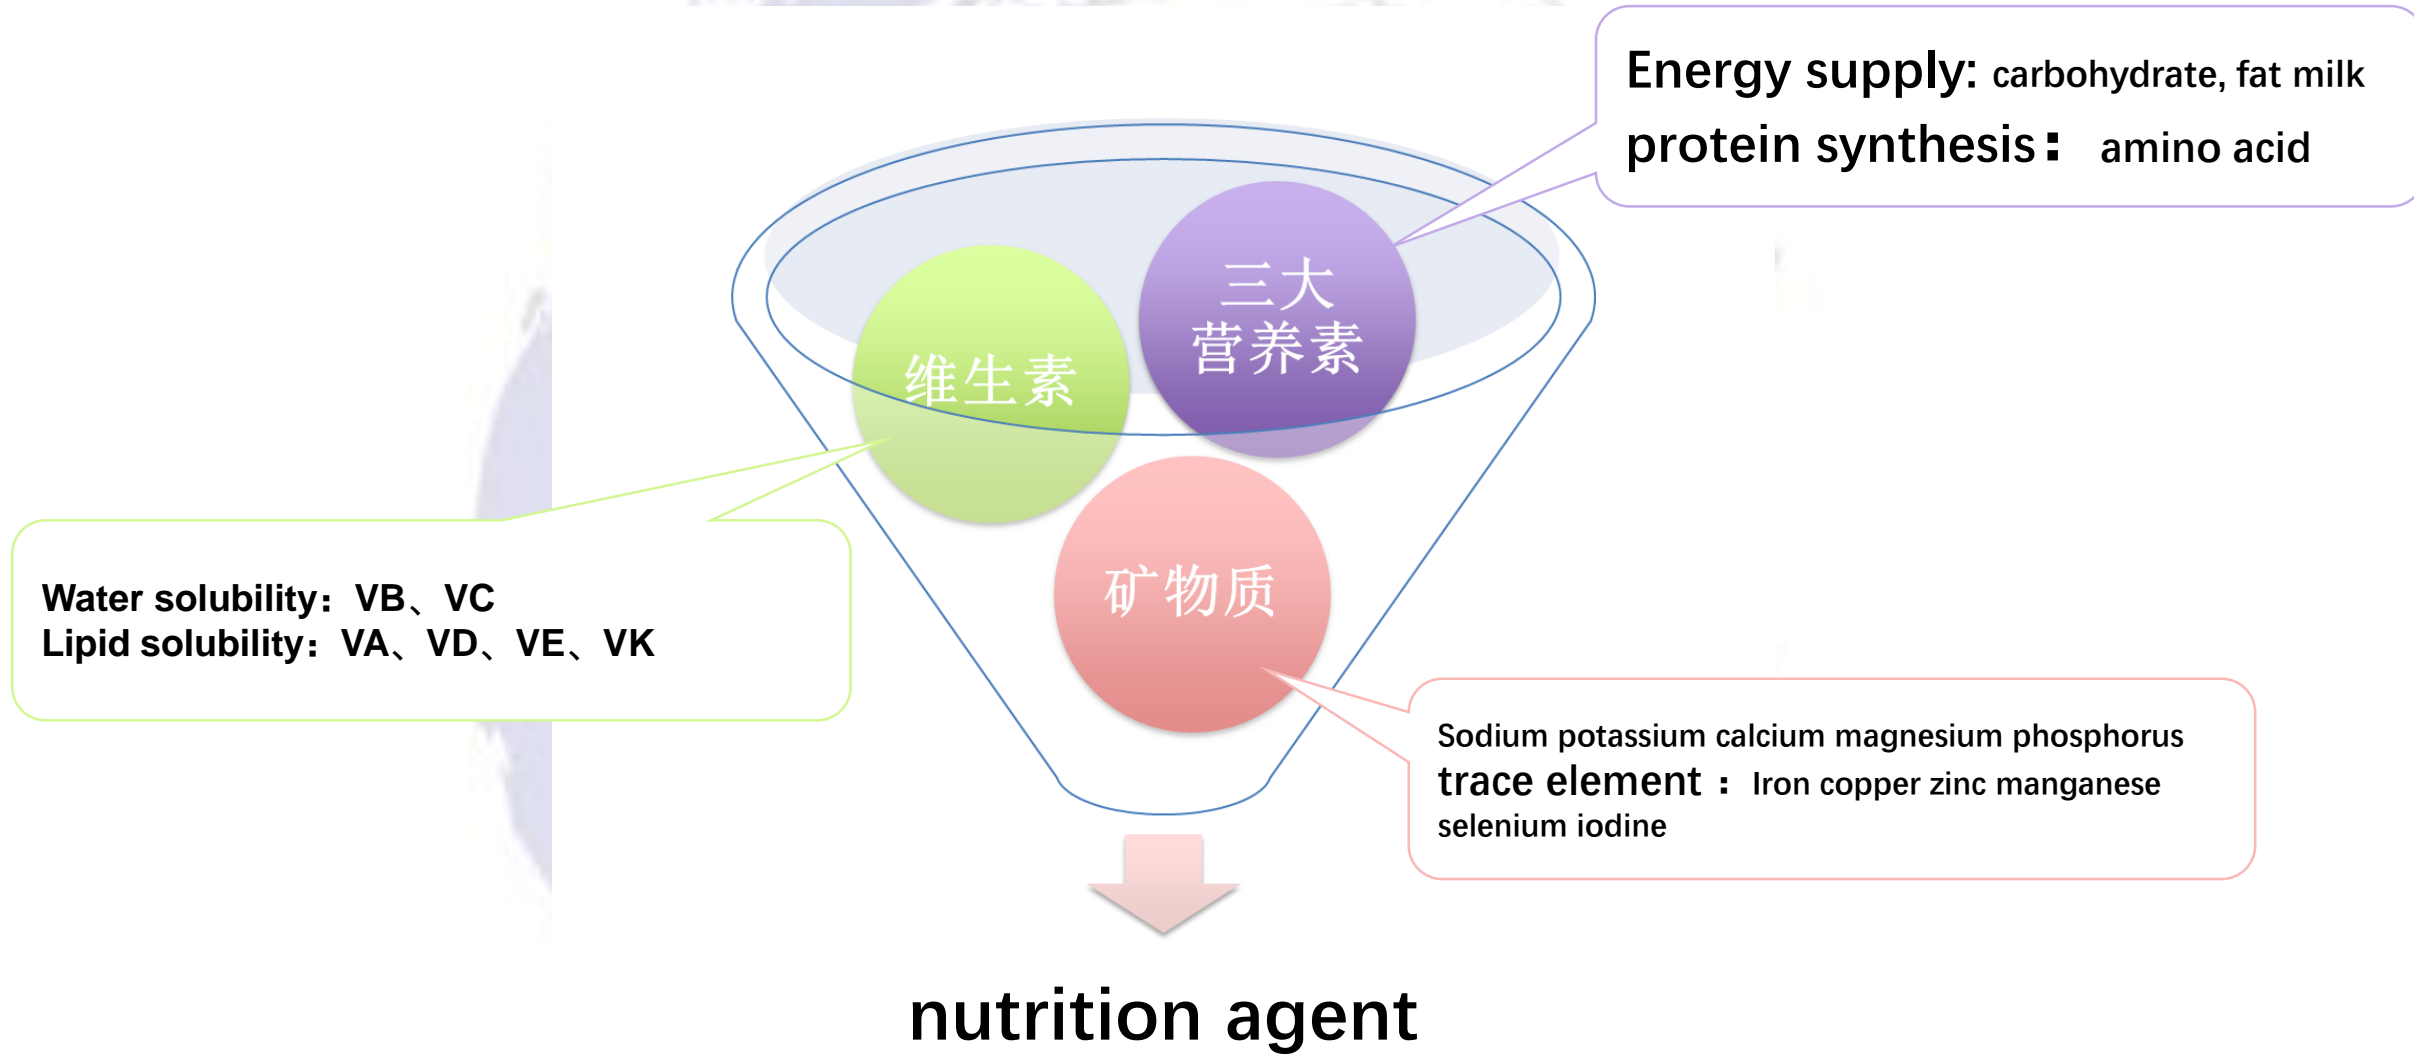 Energy supply: carbohydrate, fat milk
protein synthesis： amino acid
三大
营养素
维生素
矿物质
Water solubility：VB、VC
Lipid solubility：VA、VD、VE、VK
Sodium potassium calcium magnesium phosphorus
trace element：Iron copper zinc manganese
selenium iodine
nutrition agent